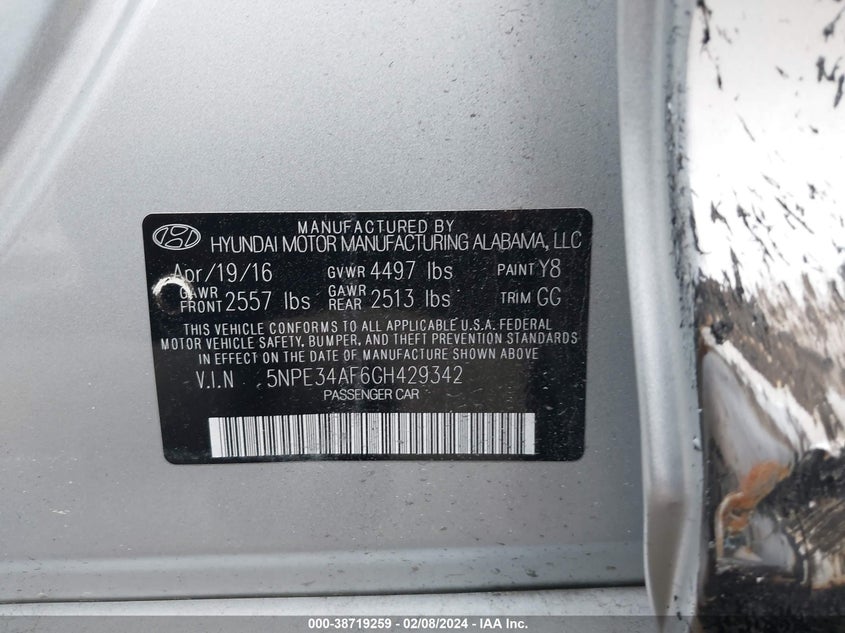 MANUFACTURED BY
HYUNDAI MOTOR MANUFACTURING ALABAMA, LLC
Apr/19/16 GVWR 4497 lbs PAINT Y8
GAWR FRONT 2557 lbs GAWR REAR 2513 lbs TRIM GG
THIS VEHICLE CONFORMS TO ALL APPLICABLE U.S.A. FEDERAL
MOTOR VEHICLE SAFETY, BUMPER, AND THEFT PREVENTION STANDARDS
IN EFFECT ON THE DATE OF MANUFACTURE SHOWN ABOVE
V.I.N 5NPE34AF6GH429342
PASSENGER CAR
000-38719259 - 02/08/2024 - IAA Inc.